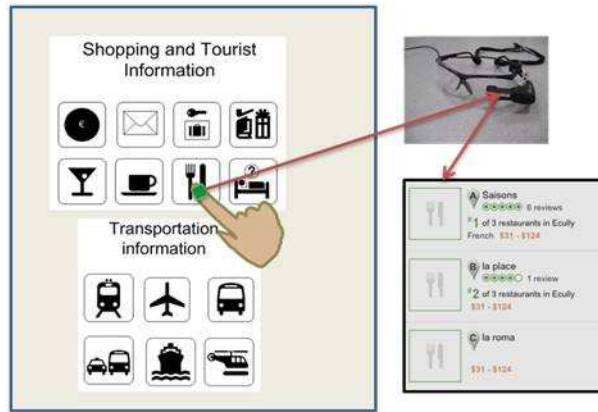 Shopping and Tourist
Information
€
?
Transportation
information
A Saisons
6 reviews
#1 of 3 restaurants in Ecully
French $31 - $124
B la place
1 review
#2 of 3 restaurants in Ecully
$31 - $124
C la roma
$31 - $124